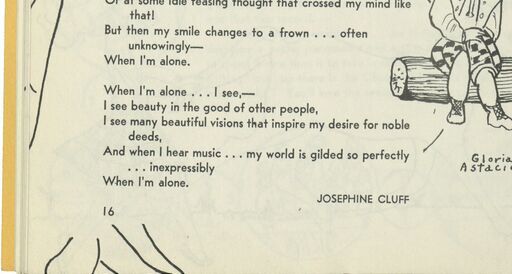 Or at some idle teasing thought that crossed my mind like
that!
But then my smile changes to a frown . . . often
unknowingly—
When I'm alone.
When I'm alone . . . I see,—
I see beauty in the good of other people,
I see many beautiful visions that inspire my desire for noble
deeds,
And when I hear music . . . my world is gilded so perfectly
. . . inexpressibly
When I'm alone.
JOSEPHINE CLUFF
16
Gloria
Astacio